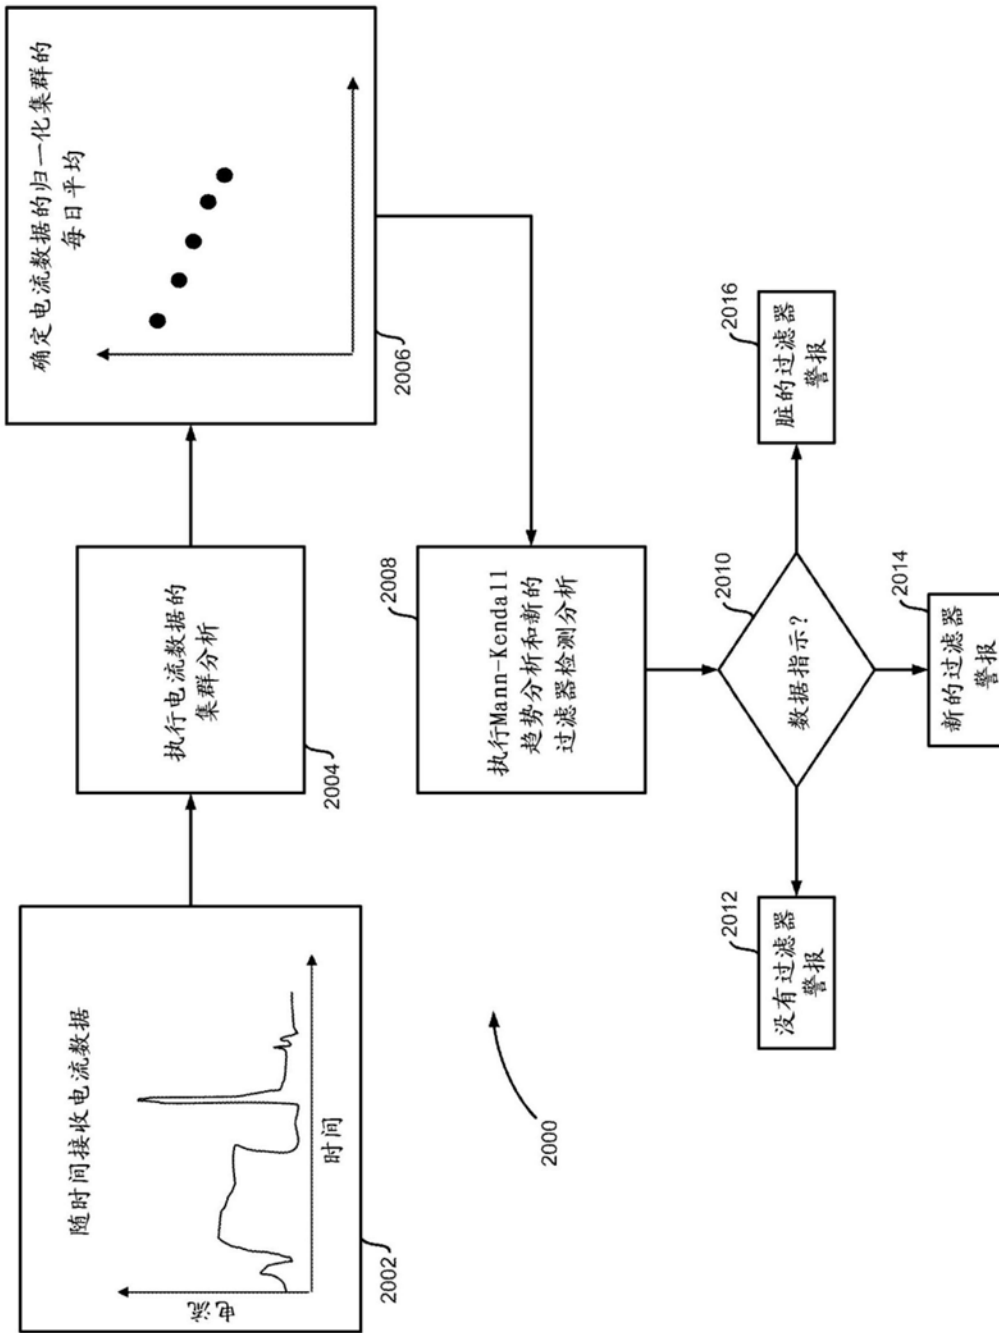 随时间接收电流数据
电流
时间
2002
执行电流数据的
集群分析
2004
确定电流数据的归一化集群的
每日平均
2006
2008
执行Mann-Kendall
趋势分析和新的
过滤器检测分析
2010
数据指示?
2012
没有过滤器
警报
2014
新的过滤器
警报
2016
脏的过滤器
警报
2000